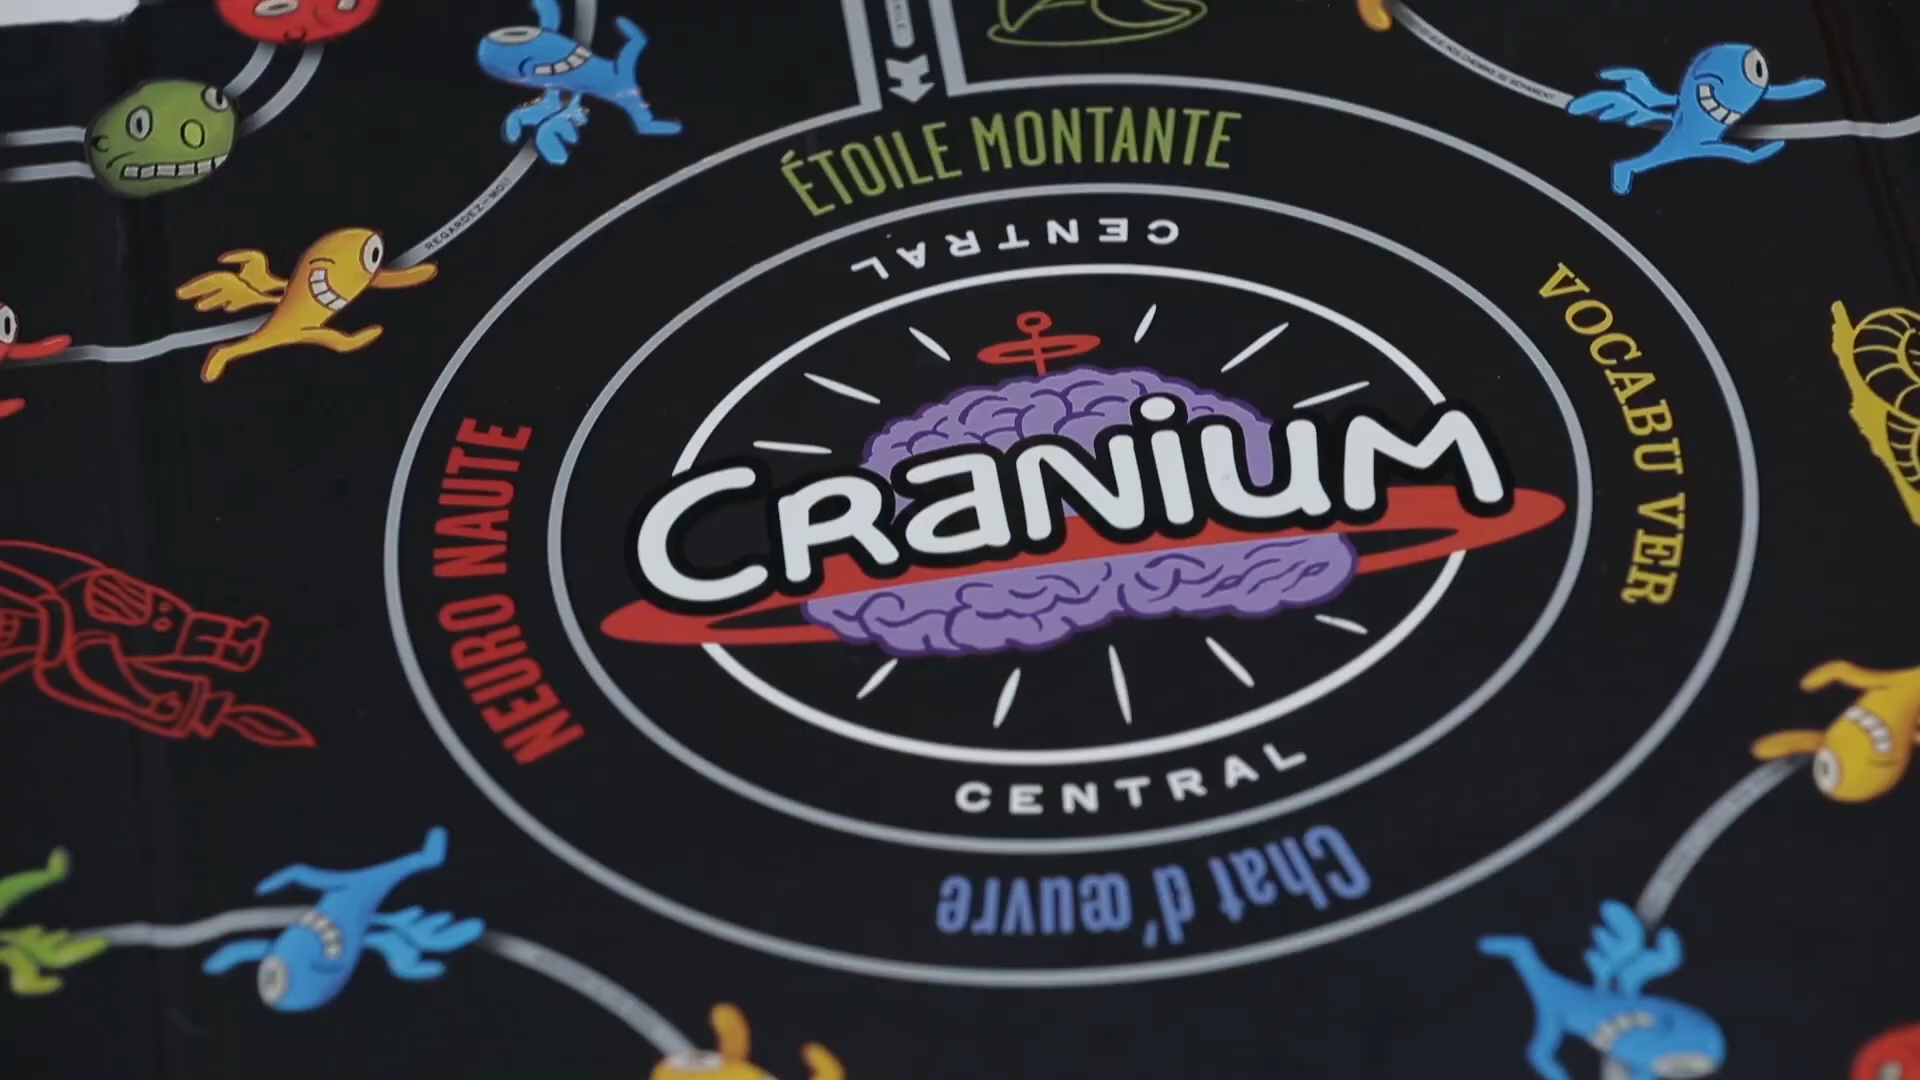 REGARDEZ-MOI!
ÉTOILE MONTANTE
CENTRAL
VOCABU VER
CRANIUM
NEURO NAUTE
CENTRAL
Chat d'œuvre